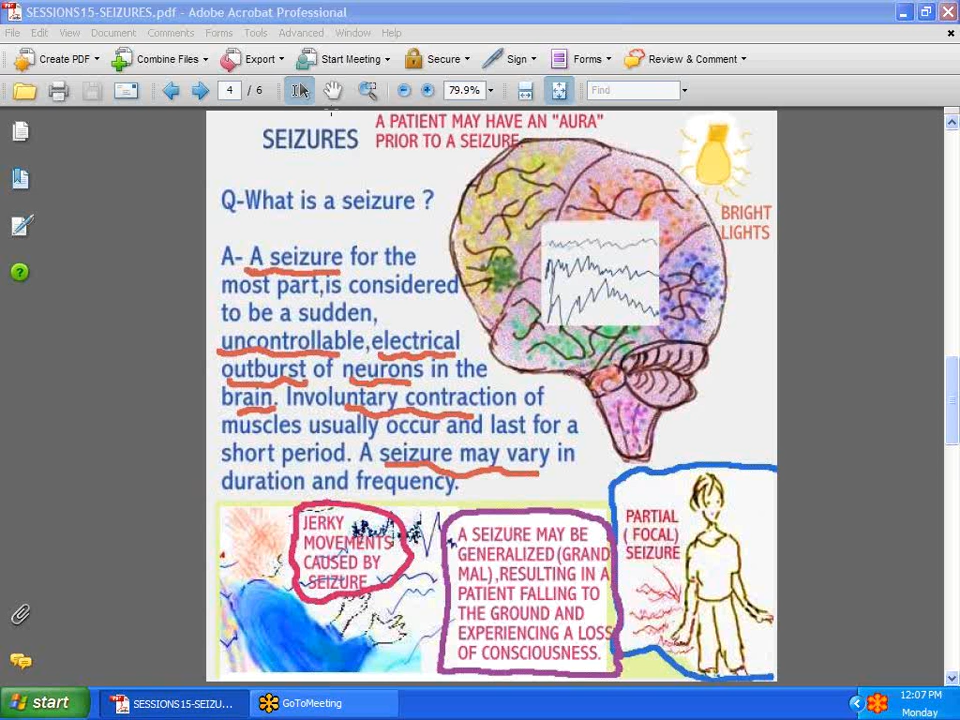 SESSIONS15-SEIZURES.pdf - Adobe Acrobat Professional
File Edit View Document Comments Forms Tools Advanced Window Help
Create PDF Combine Files Export Start Meeting Secure Sign Forms Review & Comment
4 / 6 79.9% Find
SEIZURES
A PATIENT MAY HAVE AN "AURA"
PRIOR TO A SEIZURE.
BRIGHT
LIGHTS
Q-What is a seizure ?
A- A seizure for the
most part,is considered
to be a sudden,
uncontrollable,electrical
outburst of neurons in the
brain. Involuntary contraction of
muscles usually occur and last for a
short period. A seizure may vary in
duration and frequency.
JERKY
MOVEMENTS
CAUSED BY
SEIZURE
A SEIZURE MAY BE
GENERALIZED(GRAND
MAL),RESULTING IN A
PATIENT FALLING TO
THE GROUND AND
EXPERIENCING A LOSS
OF CONSCIOUSNESS.
PARTIAL
( FOCAL)
SEIZURE
start SESSIONS15-SEIZU... GoToMeeting
12:07 PM
Monday